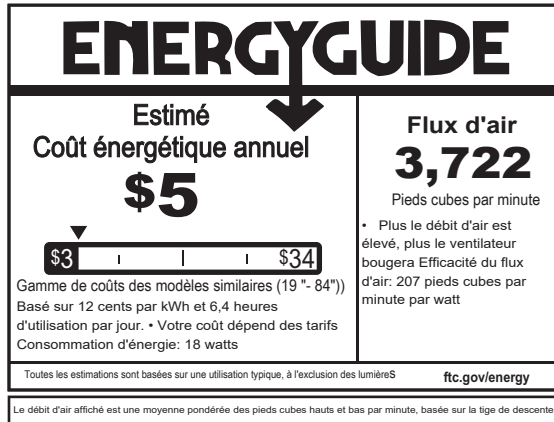 ENERGYGUIDE
Estimé
Coût énergétique annuel
$5
$3
$34
Gamme de coûts des modèles similaires (19 "- 84"))
Basé sur 12 cents par kWh et 6,4 heures
d'utilisation par jour. • Votre coût dépend des tarifs
Consommation d'énergie: 18 watts
Flux d'air
3,722
Pieds cubes par minute
• Plus le débit d'air est
élevé, plus le ventilateur
bougera Efficacité du flux
d'air: 207 pieds cubes par
minute par watt
Toutes les estimations sont basées sur une utilisation typique, à l'exclusion des lumièreS
ftc.gov/energy
Le débit d'air affiché est une moyenne pondérée des pieds cubes hauts et bas par minute, basée sur la tige de descente